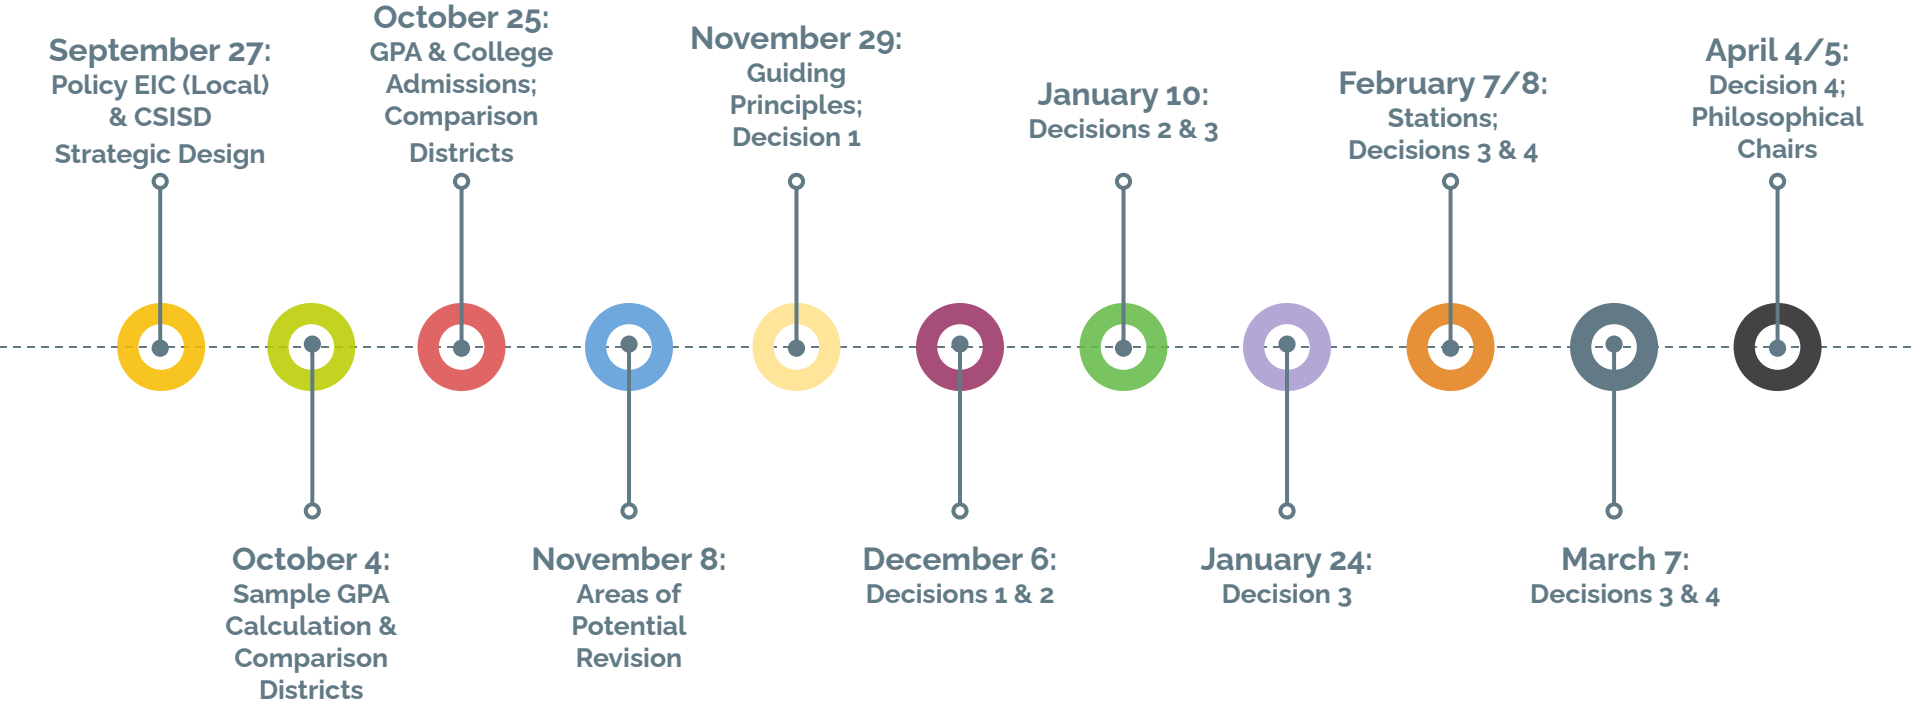 September 27:
Policy EIC (Local)
& CSISD
Strategic Design
October 4:
Sample GPA
Calculation &
Comparison
Districts
October 25:
GPA & College
Admissions;
Comparison
Districts
November 8:
Areas of
Potential
Revision
November 29:
Guiding
Principles;
Decision 1
December 6:
Decisions 1 & 2
January 10:
Decisions 2 & 3
January 24:
Decision 3
February 7/8:
Stations;
Decisions 3 & 4
March 7:
Decisions 3 & 4
April 4/5:
Decision 4;
Philosophical
Chairs